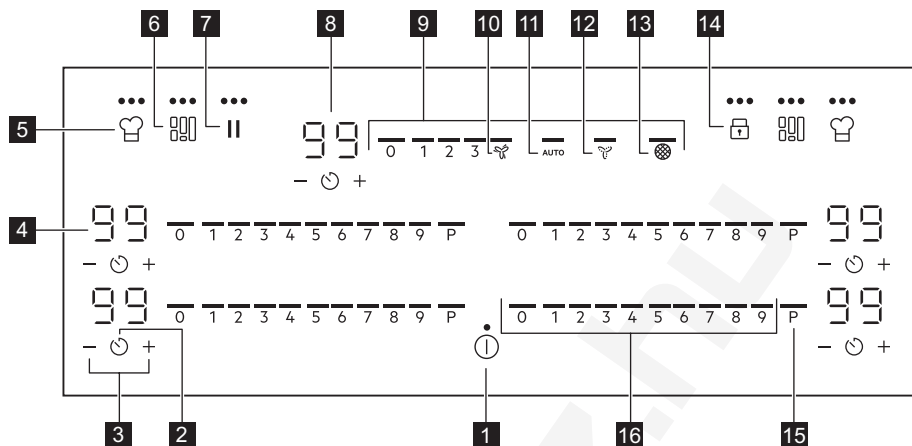 6 7 8 9 10 11 12 13 14
5
99
0 1 2 3 AUTO
− +
4 99 0 1 2 3 4 5 6 7 8 9 P 0 1 2 3 4 5 6 7 8 9 P 99
− + − +
99 0 1 2 3 4 5 6 7 8 9 P 0 1 2 3 4 5 6 7 8 9 P 99
− + − +
3 2 1 16 15